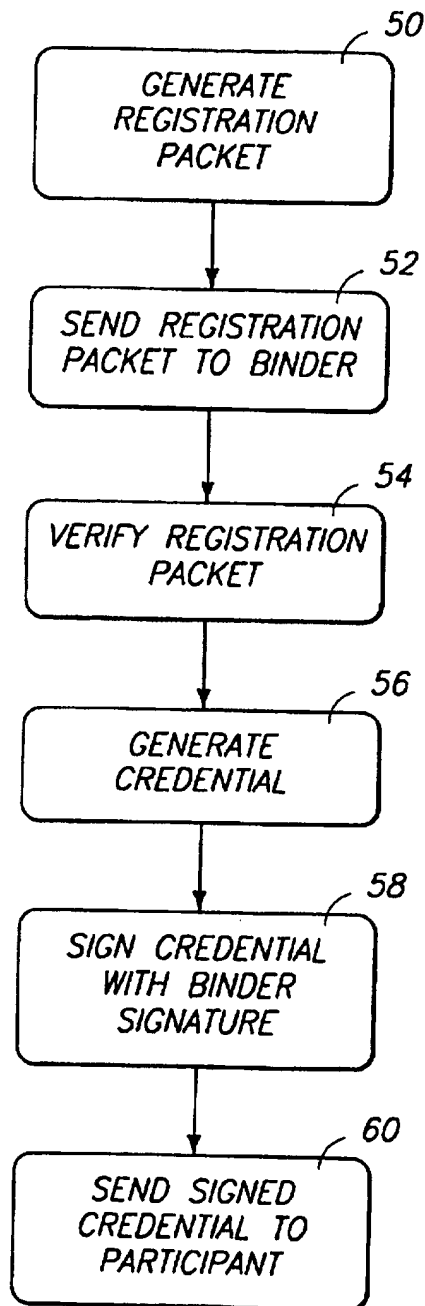 50
GENERATE
REGISTRATION
PACKET
52
SEND REGISTRATION
PACKET TO BINDER
54
VERIFY REGISTRATION
PACKET
56
GENERATE
CREDENTIAL
58
SIGN CREDENTIAL
WITH BINDER
SIGNATURE
60
SEND SIGNED
CREDENTIAL TO
PARTICIPANT